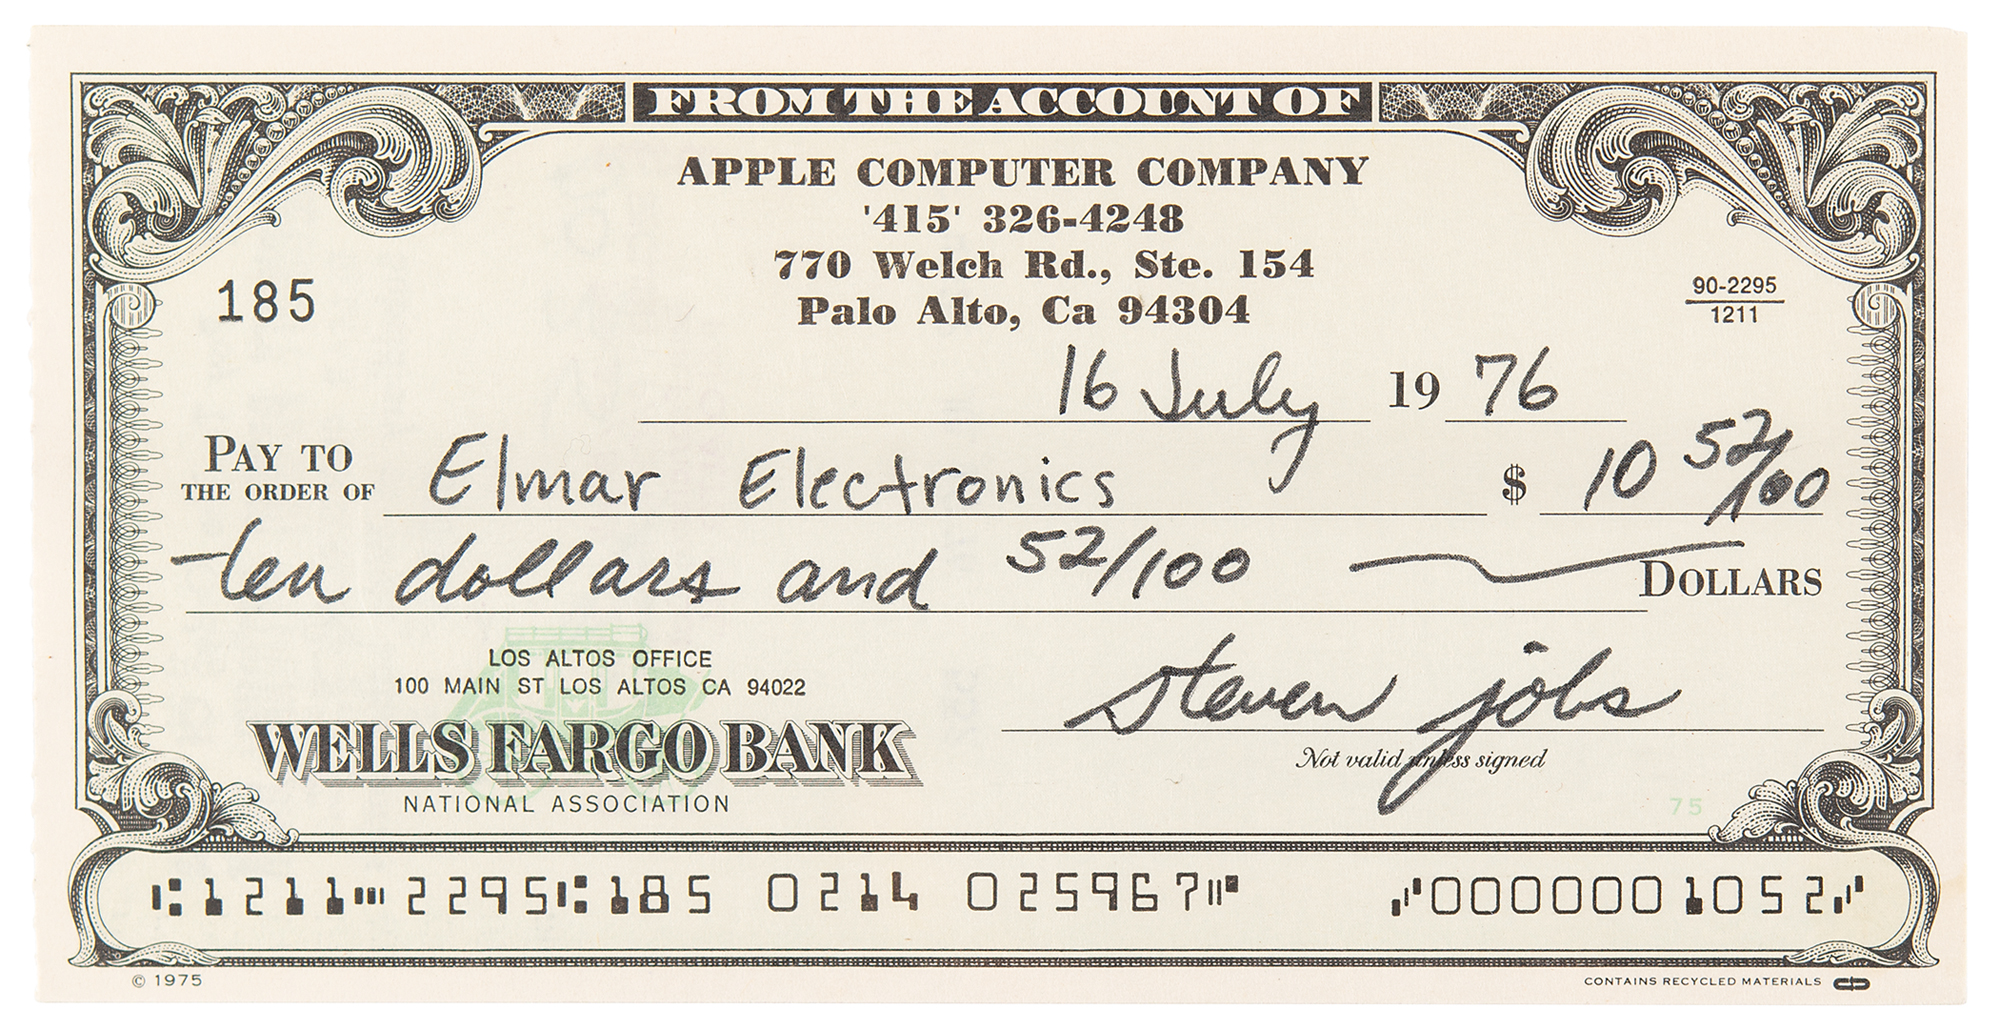 FROM THE ACCOUNT OF
APPLE COMPUTER COMPANY
'415' 326-4248
770 Welch Rd., Ste. 154
Palo Alto, Ca 94304
185
90-2295
1211
16 July 19 76
PAY TO
THE ORDER OF Elmar Electronics $ 10 52/100
ten dollars and 52/100 DOLLARS
LOS ALTOS OFFICE
100 MAIN ST LOS ALTOS CA 94022
steven jobs
WELLS FARGO BANK
Not valid unless signed
NATIONAL ASSOCIATION
75
⑆1211⑉2295⑆185 0214 025967⑈ ⑇0000001052⑇
© 1975
CONTAINS RECYCLED MATERIALS